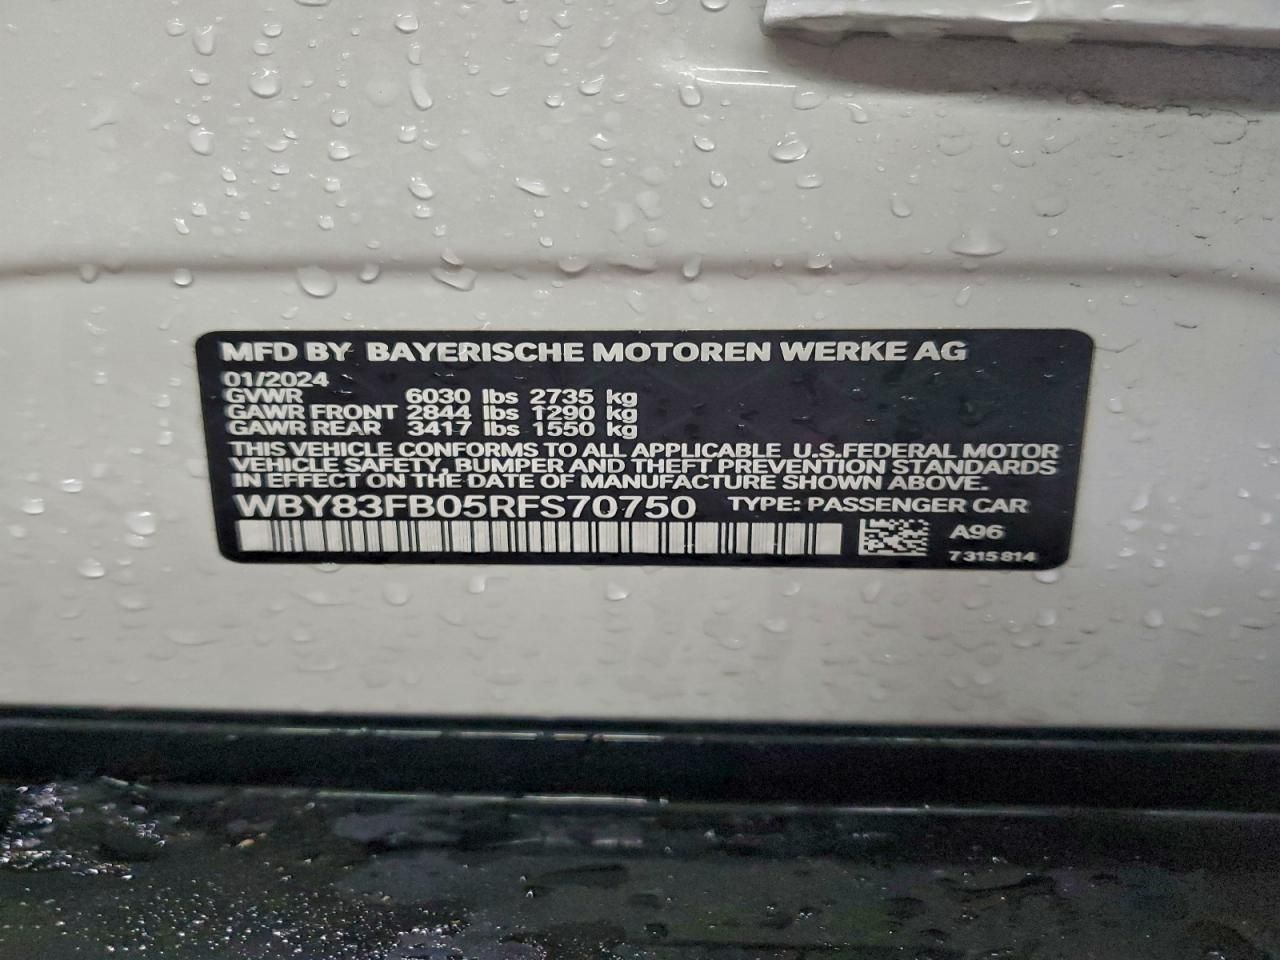 MFD BY BAYERISCHE MOTOREN WERKE AG
01/2024
GVWR 6030 lbs 2735 kg
GAWR FRONT 2844 lbs 1290 kg
GAWR REAR 3417 lbs 1550 kg
THIS VEHICLE CONFORMS TO ALL APPLICABLE U.S.FEDERAL MOTOR
VEHICLE SAFETY, BUMPER AND THEFT PREVENTION STANDARDS
IN EFFECT ON THE DATE OF MANUFACTURE SHOWN ABOVE.
WBY83FB05RFS70750 TYPE: PASSENGER CAR
A96
7 315 814